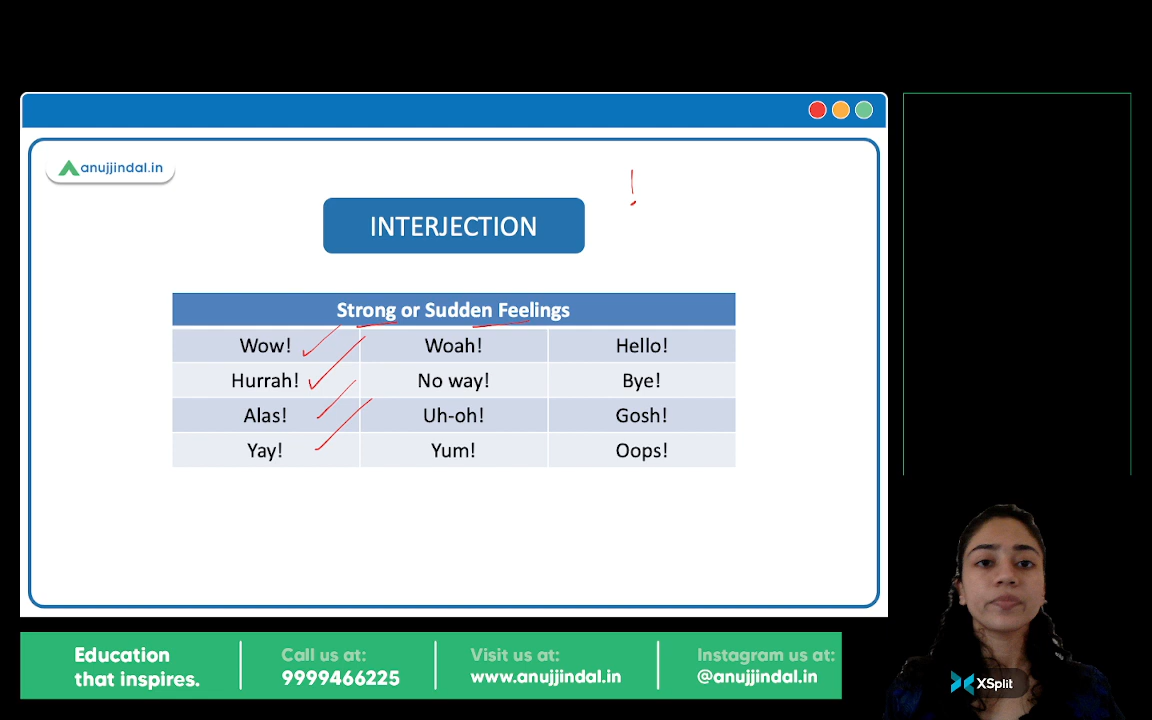 anujjindal.in
!
INTERJECTION
Strong or Sudden Feelings
Wow! Woah! Hello!
Hurrah! No way! Bye!
Alas! Uh-oh! Gosh!
Yay! Yum! Oops!
Education
that inspires.
Call us at:
9999466225
Visit us at:
www.anujjindal.in
Instagram us at:
@anujjindal.in
XSplit